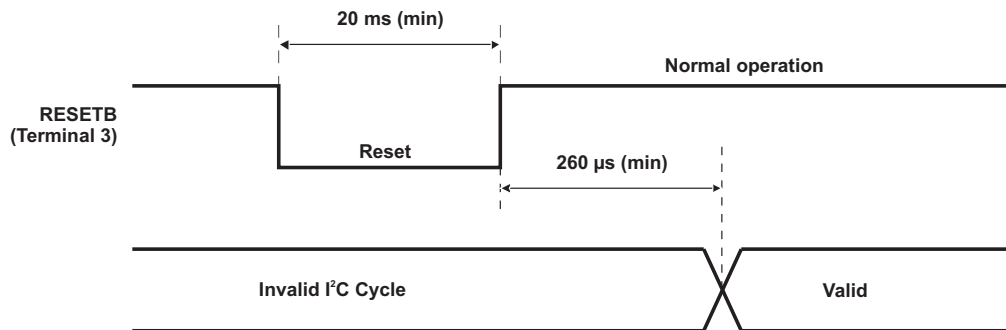 20 ms (min)
Normal operation
RESETB
(Terminal 3)
Reset
260 µs (min)
Invalid I²C Cycle
Valid